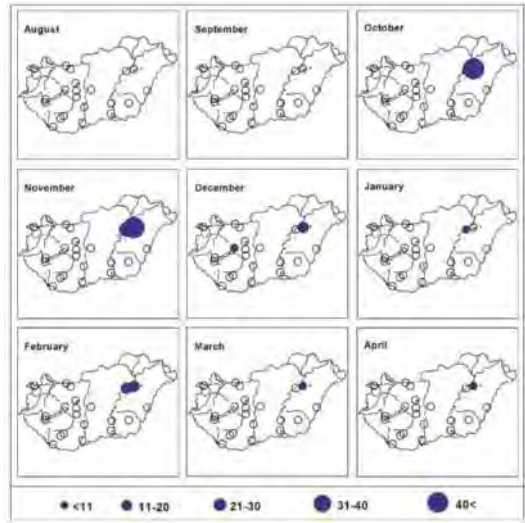 August
September
October
November
December
January
February
March
April
<11
11-20
21-30
31-40
40<